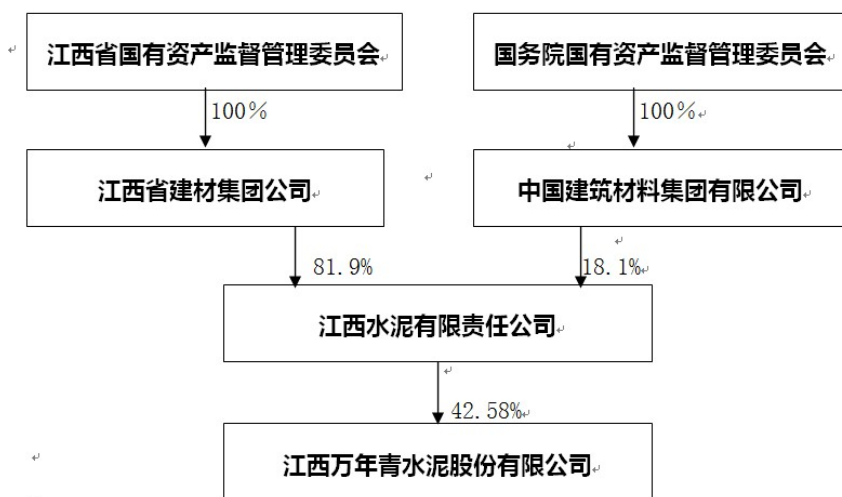 江西省国有资产监督管理委员会
国务院国有资产监督管理委员会
100%
100%
江西省建材集团公司
中国建筑材料集团有限公司
81.9%
18.1%
江西水泥有限责任公司
42.58%
江西万年青水泥股份有限公司